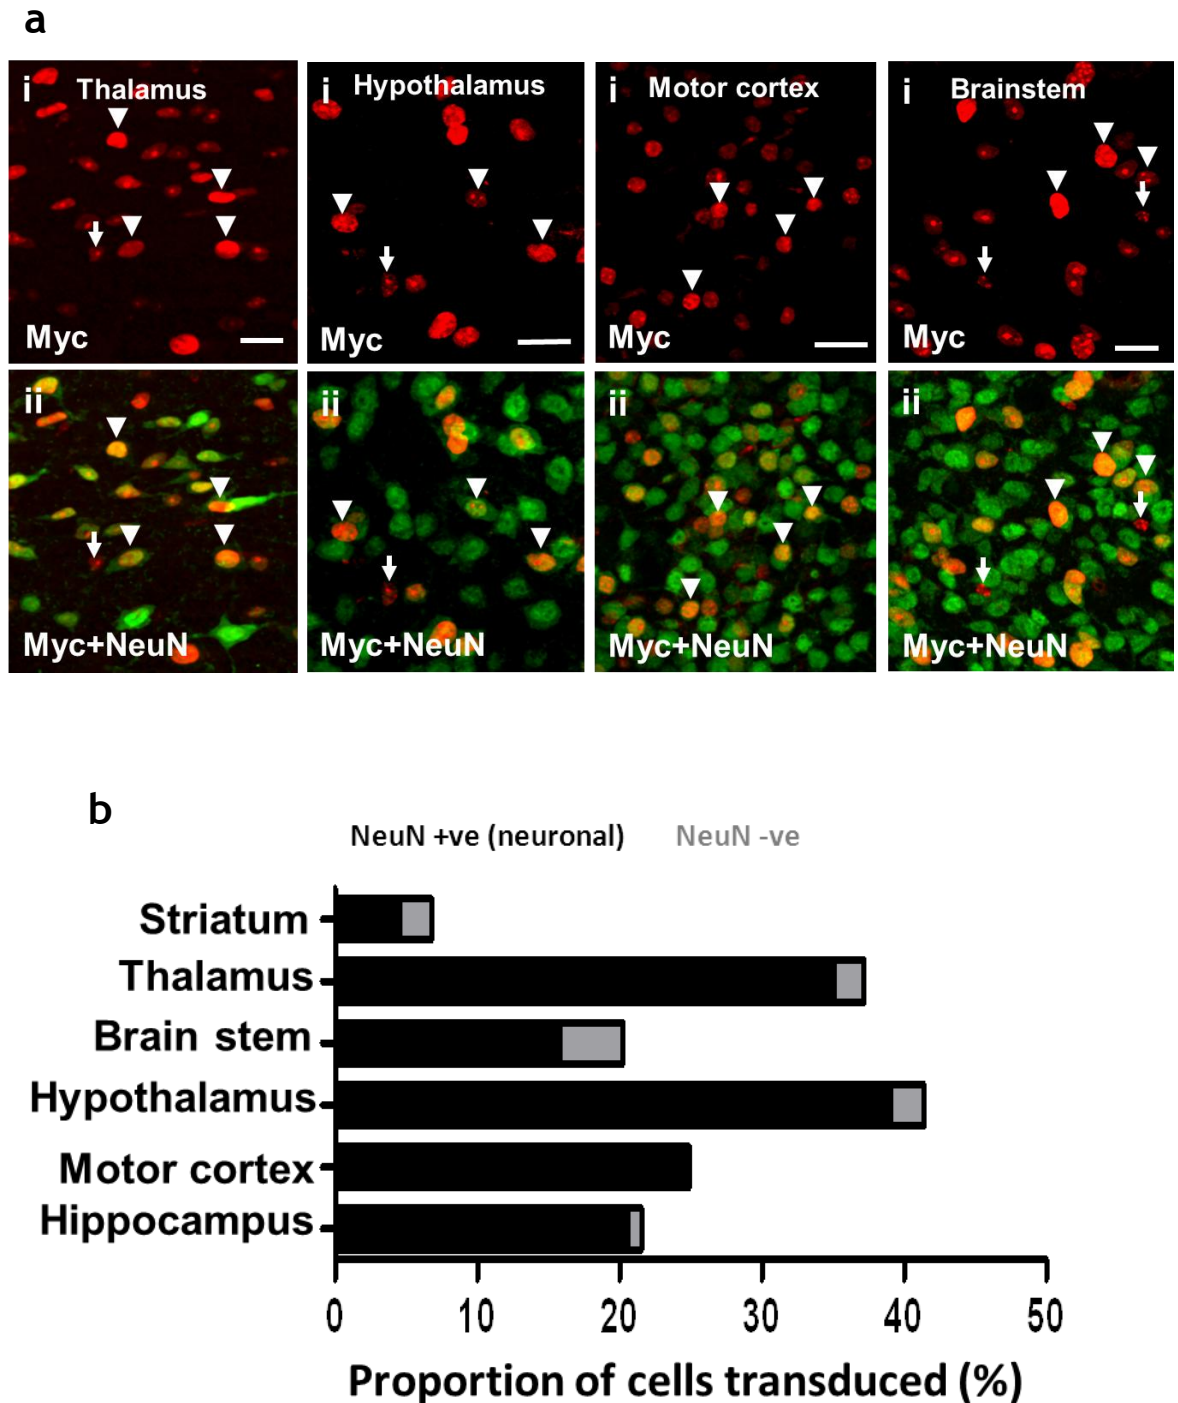 a
i Thalamus
i Hypothalamus
i Motor cortex
i Brainstem
Myc
Myc
Myc
Myc
ii
ii
ii
ii
Myc+NeuN
Myc+NeuN
Myc+NeuN
Myc+NeuN
b
NeuN +ve (neuronal) NeuN -ve
Striatum
Thalamus
Brain stem
Hypothalamus
Motor cortex
Hippocampus
0 10 20 30 40 50
Proportion of cells transduced (%)